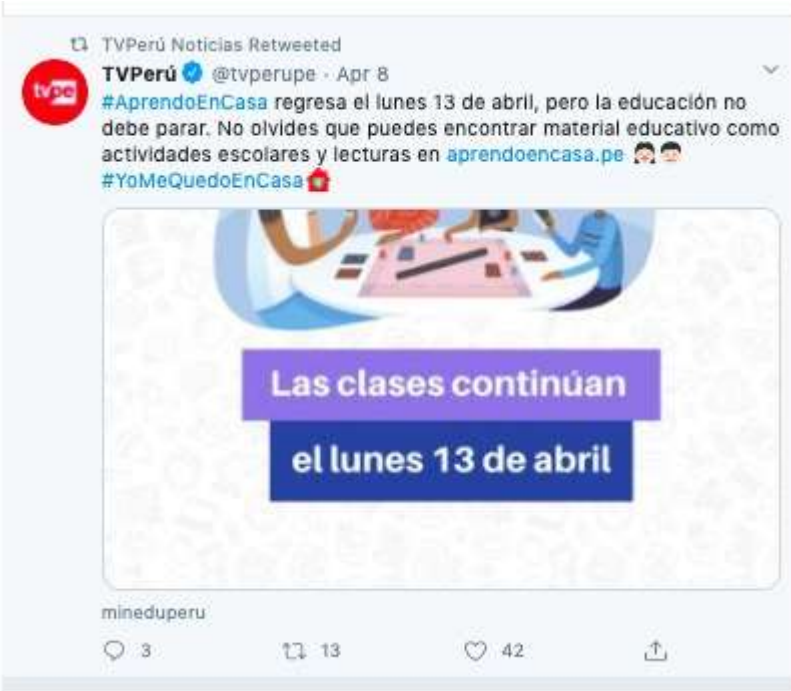 TVPerú Noticias Retweeted
TVPerú @tvperupe · Apr 8
tvpe
#AprendoEnCasa regresa el lunes 13 de abril, pero la educación no
debe parar. No olvides que puedes encontrar material educativo como
actividades escolares y lecturas en aprendoencasa.pe
#YoMeQuedoEnCasa
Las clases continúan
el lunes 13 de abril
mineduperu
3 13 42